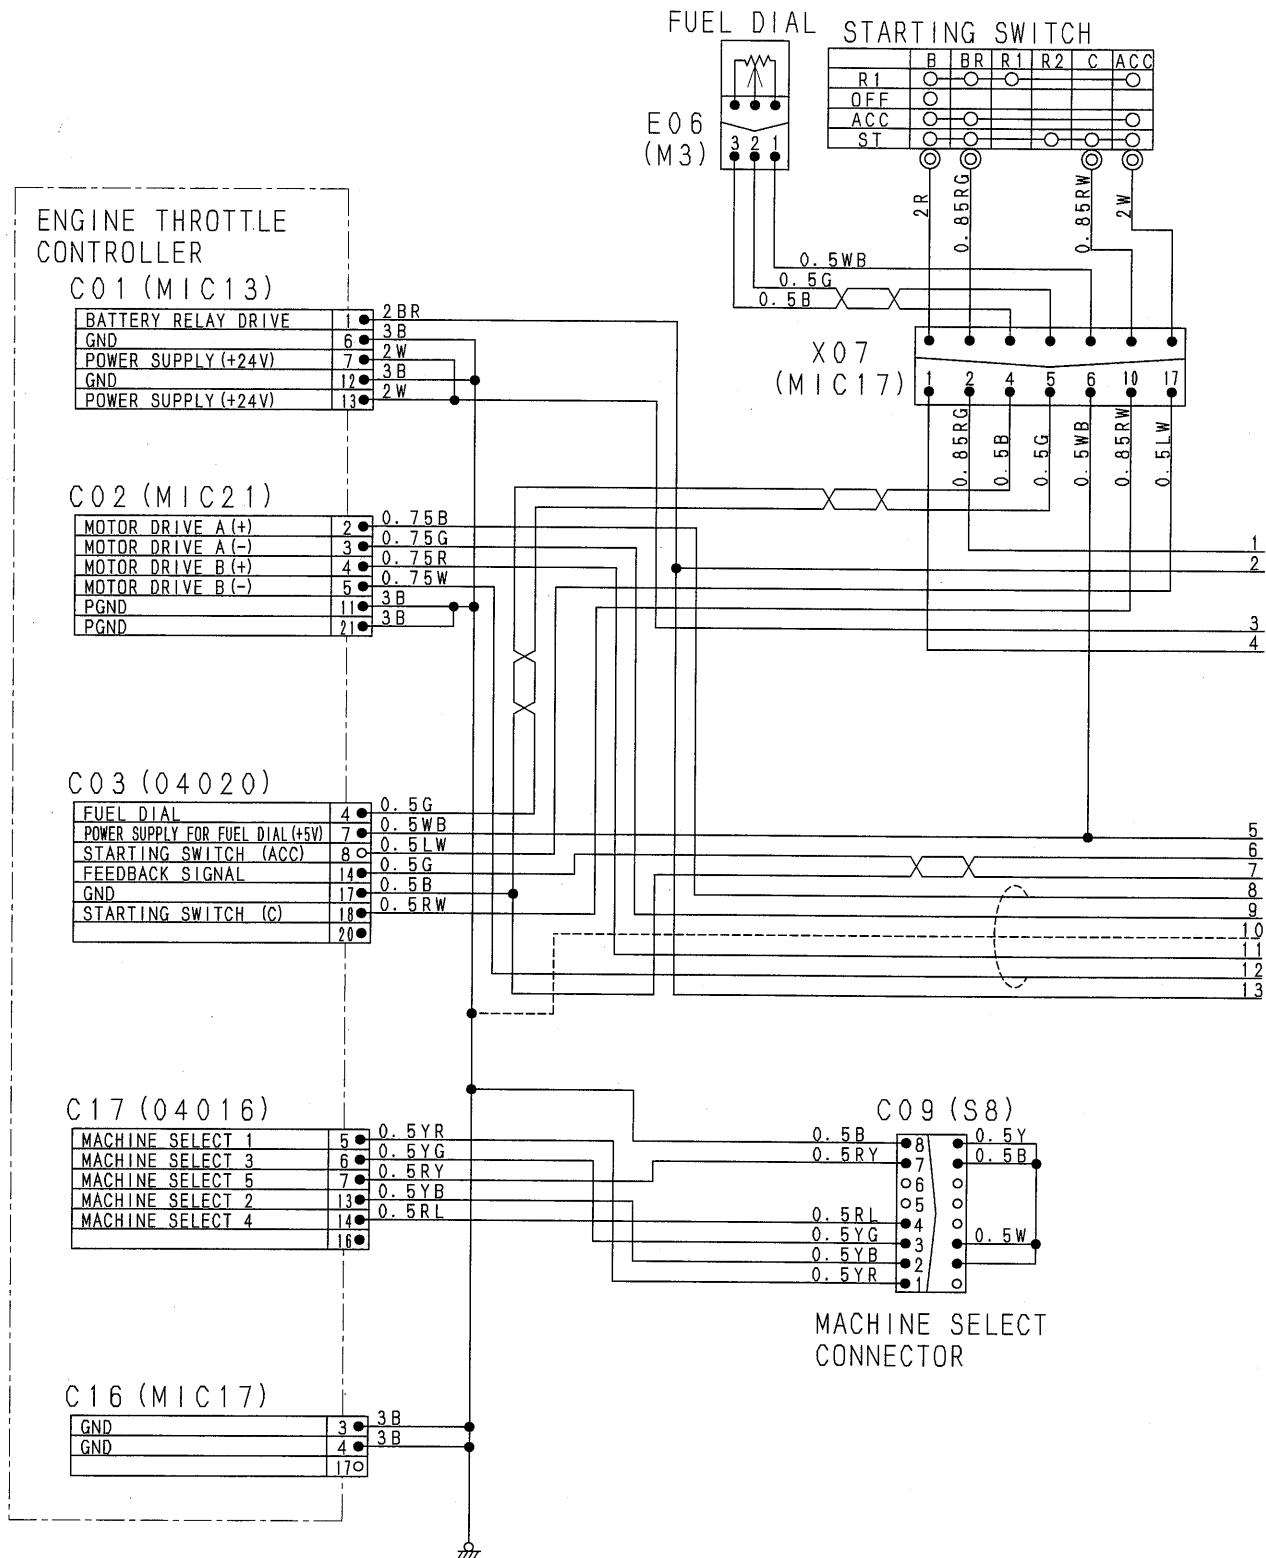 FUEL DIAL
STARTING SWITCH
B BR R1 R2 C ACC
R1
OFF
ACC
ST
E06
(M3)
3 2 1
2R
0.85RG
0.85RW
2W
0.5WB
0.5G
0.5B
X07
(MIC17)
1 2 4 5 6 10 17
0.85RG
0.5B
0.5G
0.5WB
0.85RW
0.5LW
ENGINE THROTTLE
CONTROLLER
C01(MIC13)
BATTERY RELAY DRIVE 1 2BR
GND 6 3B
POWER SUPPLY(+24V) 7 2W
GND 12 3B
POWER SUPPLY(+24V) 13 2W
C02(MIC21)
MOTOR DRIVE A(+) 2 0.75B
MOTOR DRIVE A(-) 3 0.75G
MOTOR DRIVE B(+) 4 0.75R
MOTOR DRIVE B(-) 5 0.75W
PGND 11 3B
PGND 21 3B
1
2
3
4
C03(04020)
FUEL DIAL 4 0.5G
POWER SUPPLY FOR FUEL DIAL(+5V) 7 0.5WB
STARTING SWITCH (ACC) 8 0.5LW
FEEDBACK SIGNAL 14 0.5G
GND 17 0.5B
STARTING SWITCH (C) 18 0.5RW
20
5
6
7
8
9
10
11
12
13
C17(04016)
MACHINE SELECT 1 5 0.5YR
MACHINE SELECT 3 6 0.5YG
MACHINE SELECT 5 7 0.5RY
MACHINE SELECT 2 13 0.5YB
MACHINE SELECT 4 14 0.5RL
16
C09(S8)
0.5B 8 0.5Y
0.5RY 7 0.5B
6
5
0.5RL 4
0.5YG 3 0.5W
0.5YB 2
0.5YR 1
MACHINE SELECT
CONNECTOR
C16(MIC17)
GND 3 3B
GND 4 3B
17